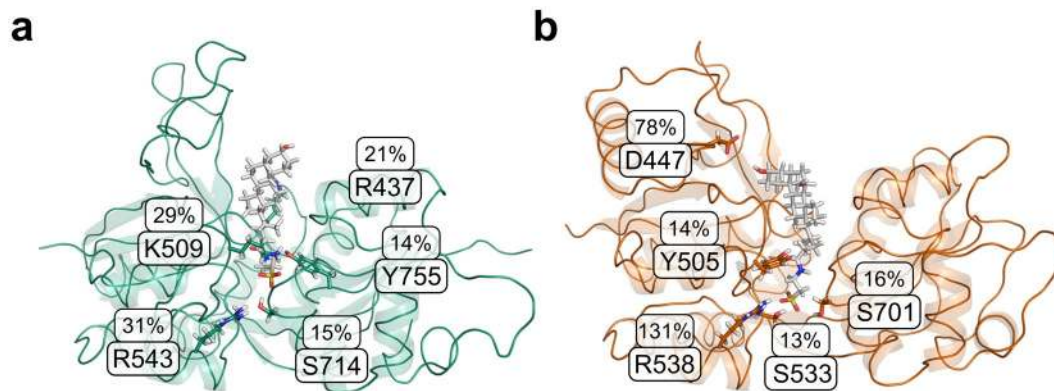 a
21%
R437
29%
K509
14%
Y755
31%
R543
15%
S714
b
78%
D447
14%
Y505
16%
S701
131%
R538
13%
S533